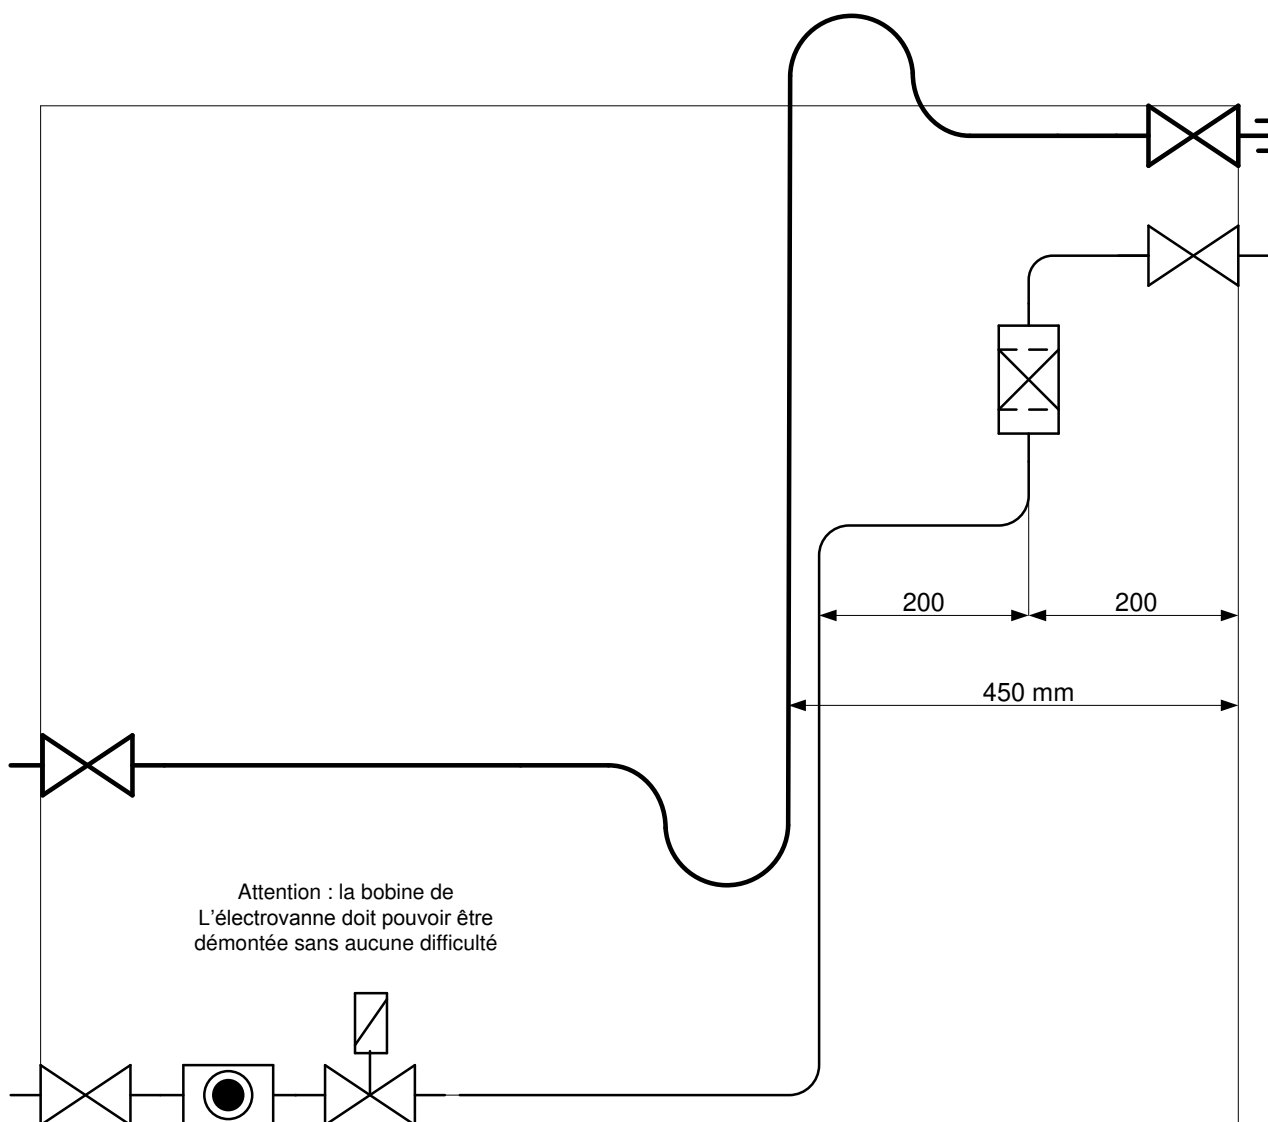 200
200
450 mm
Attention : la bobine de
L'électrovanne doit pouvoir être
démontée sans aucune difficulté